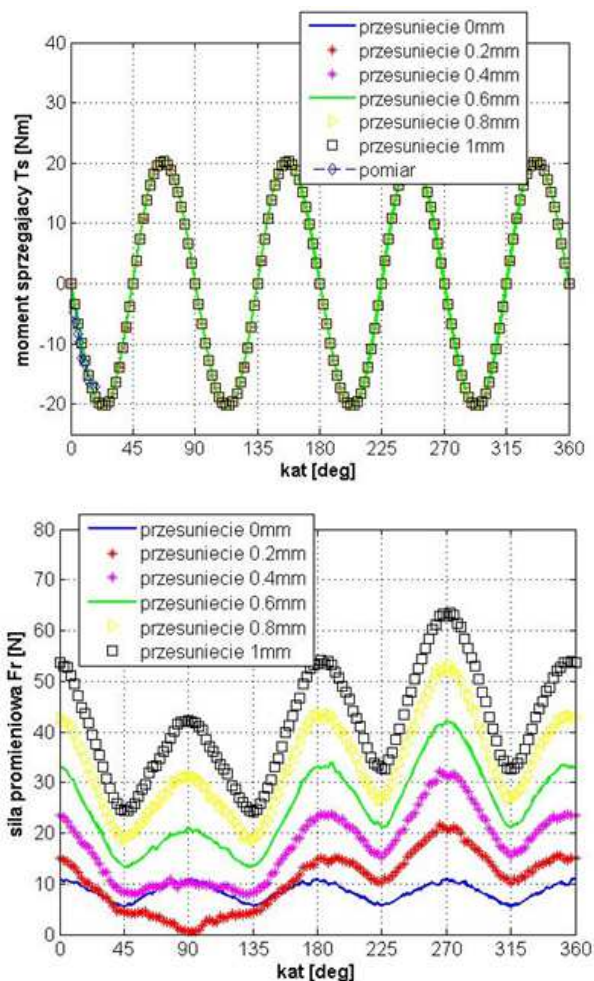 przesuniecie 0mm
przesuniecie 0.2mm
przesuniecie 0.4mm
przesuniecie 0.6mm
przesuniecie 0.8mm
przesuniecie 1mm
pomiar
moment sprzegajacy Ts [Nm]
40
30
20
10
0
-10
-20
0 45 90 135 180 225 270 315 360
kat [deg]
przesuniecie 0mm
przesuniecie 0.2mm
przesuniecie 0.4mm
przesuniecie 0.6mm
przesuniecie 0.8mm
przesuniecie 1mm
sila promieniowa Fr [N]
80
70
60
50
40
30
20
10
0
0 45 90 135 180 225 270 315 360
kat [deg]